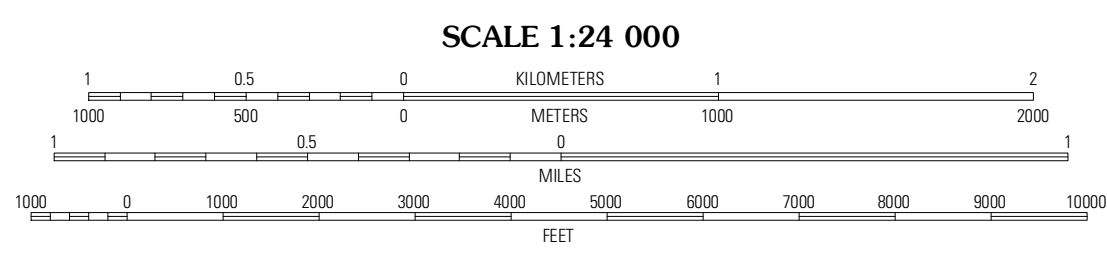 SCALE 1:24 000
1 0.5 0 KILOMETERS 1 2
1000 500 0 METERS 1000 2000
1 0.5 0 1
MILES
1000 0 1000 2000 3000 4000 5000 6000 7000 8000 9000 10000
FEET